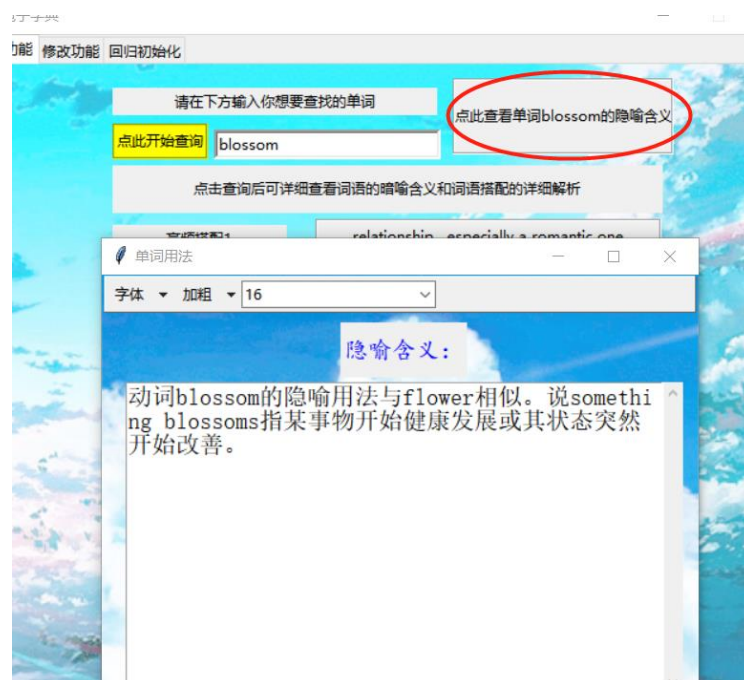 功能 修改功能 回归初始化
请在下方输入你想要查找的单词
点此查看单词blossom的隐喻含义
点此开始查询 blossom
点击查询后可详细查看词语的暗喻含义和词语搭配的详细解析
relationship, especially a romantic one
单词用法
字体 加粗 16
隐喻含义:
动词blossom的隐喻用法与flower相似。说somethi
ng blossoms指某事物开始健康发展或其状态突然
开始改善。